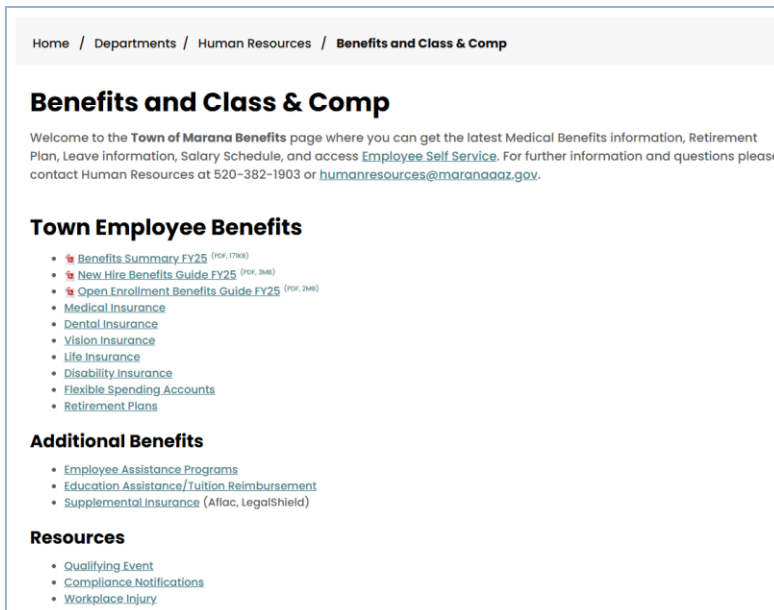 Home / Departments / Human Resources / Benefits and Class & Comp
Benefits and Class & Comp
Welcome to the Town of Marana Benefits page where you can get the latest Medical Benefits information, Retirement
Plan, Leave information, Salary Schedule, and access Employee Self Service. For further information and questions please
contact Human Resources at 520-382-1903 or humanresources@maranaaz.gov.
Town Employee Benefits
Benefits Summary FY25 (PDF, 171KB)
New Hire Benefits Guide FY25 (PDF, 3MB)
Open Enrollment Benefits Guide FY25 (PDF, 2MB)
Medical Insurance
Dental Insurance
Vision Insurance
Life Insurance
Disability Insurance
Flexible Spending Accounts
Retirement Plans
Additional Benefits
Employee Assistance Programs
Education Assistance/Tuition Reimbursement
Supplemental Insurance (Aflac, LegalShield)
Resources
Qualifying Event
Compliance Notifications
Workplace Injury